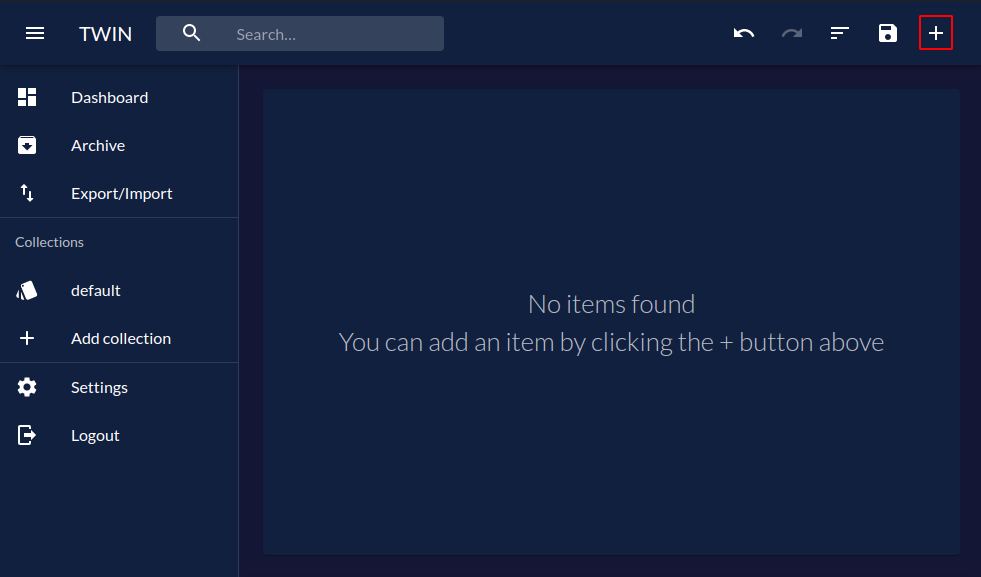 TWIN
Search...
Dashboard
Archive
Export/Import
Collections
default
Add collection
Settings
Logout
No items found
You can add an item by clicking the + button above